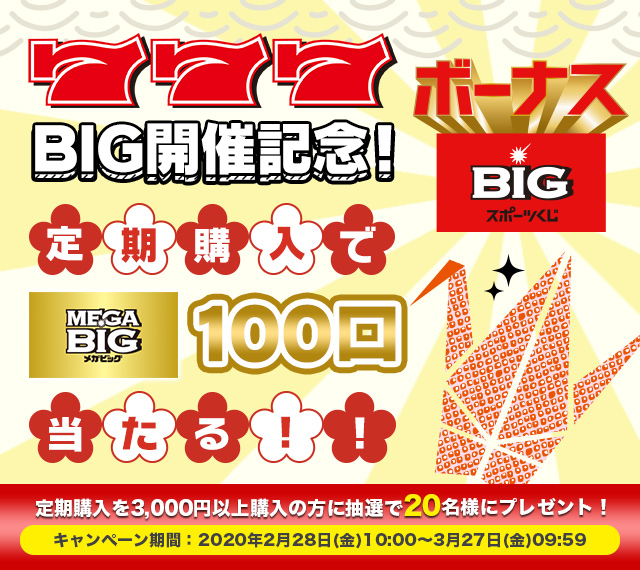 777
BIG開催記念!
ボーナス
BIG
スポーツくじ
定期購入で
MEGA
BIG
メガビッグ
100口
当たる!!
定期購入を3,000円以上購入の方に抽選で20名様にプレゼント！
キャンペーン期間：2020年2月28日(金)10:00〜3月27日(金)09:59